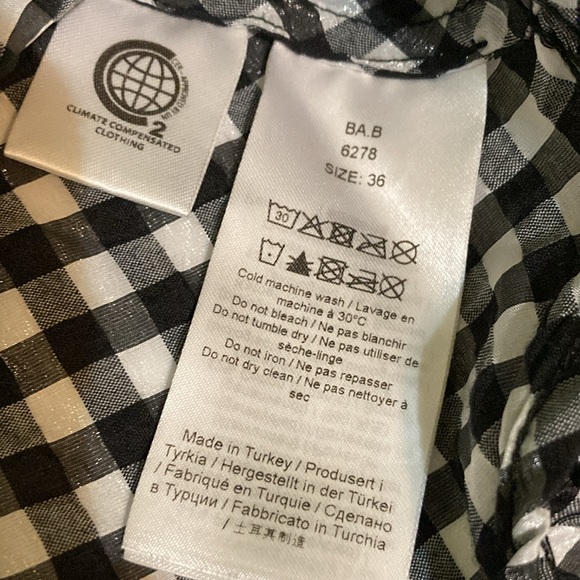 2
CLIMATE COMPENSATED
CLOTHING
BA.B
6278
SIZE: 36
30
Cold machine wash / Lavage en
machine à 30°C
Do not bleach / Ne pas blanchir
Do not tumble dry / Ne pas utiliser de
sèche-linge
Do not iron / Ne pas repasser
Do not dry clean / Ne pas nettoyer à
sec
Made in Turkey / Produsert i
Tyrkia / Hergestellt in der Türkei
/ Fabriqué en Turquie / Сделано
в Турции / Fabbricato in Turchia
/ 土耳其制造